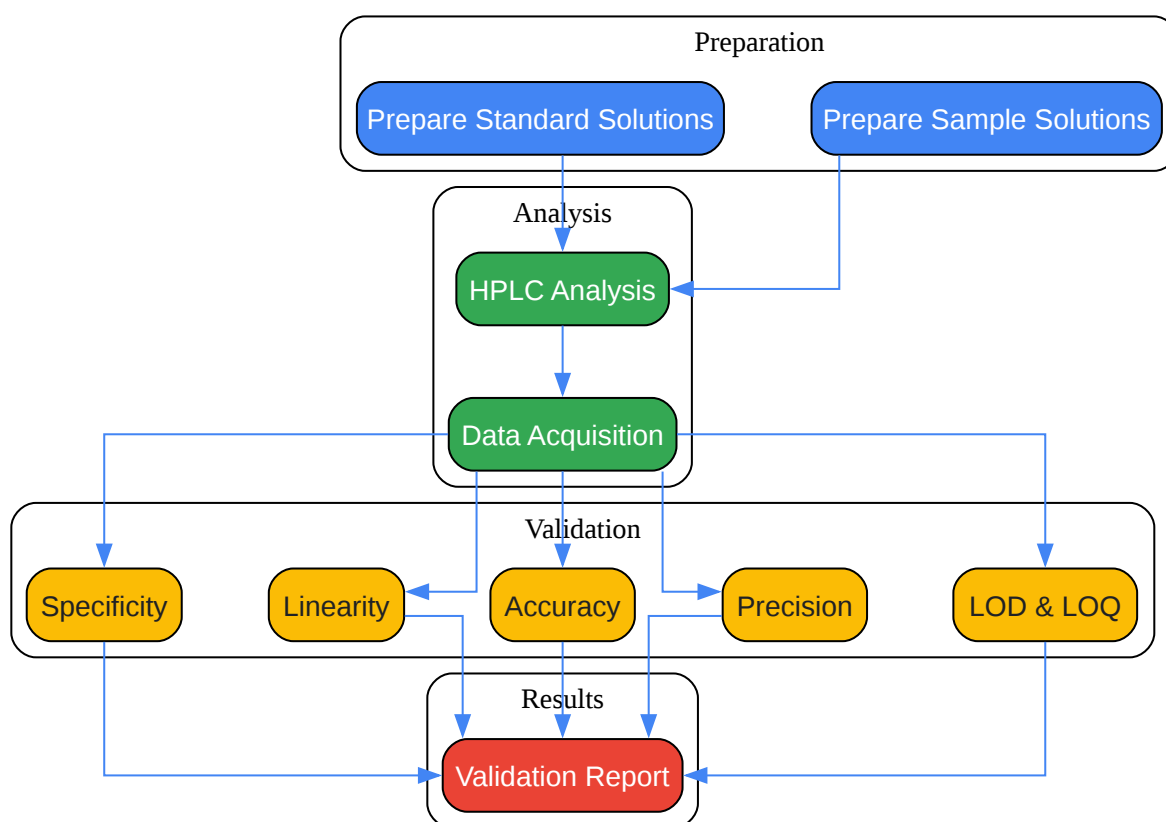 Preparation
Prepare Standard Solutions
Prepare Sample Solutions
Analysis
HPLC Analysis
Data Acquisition
Validation
Specificity
Linearity
Accuracy
Precision
LOD & LOQ
Results
Validation Report